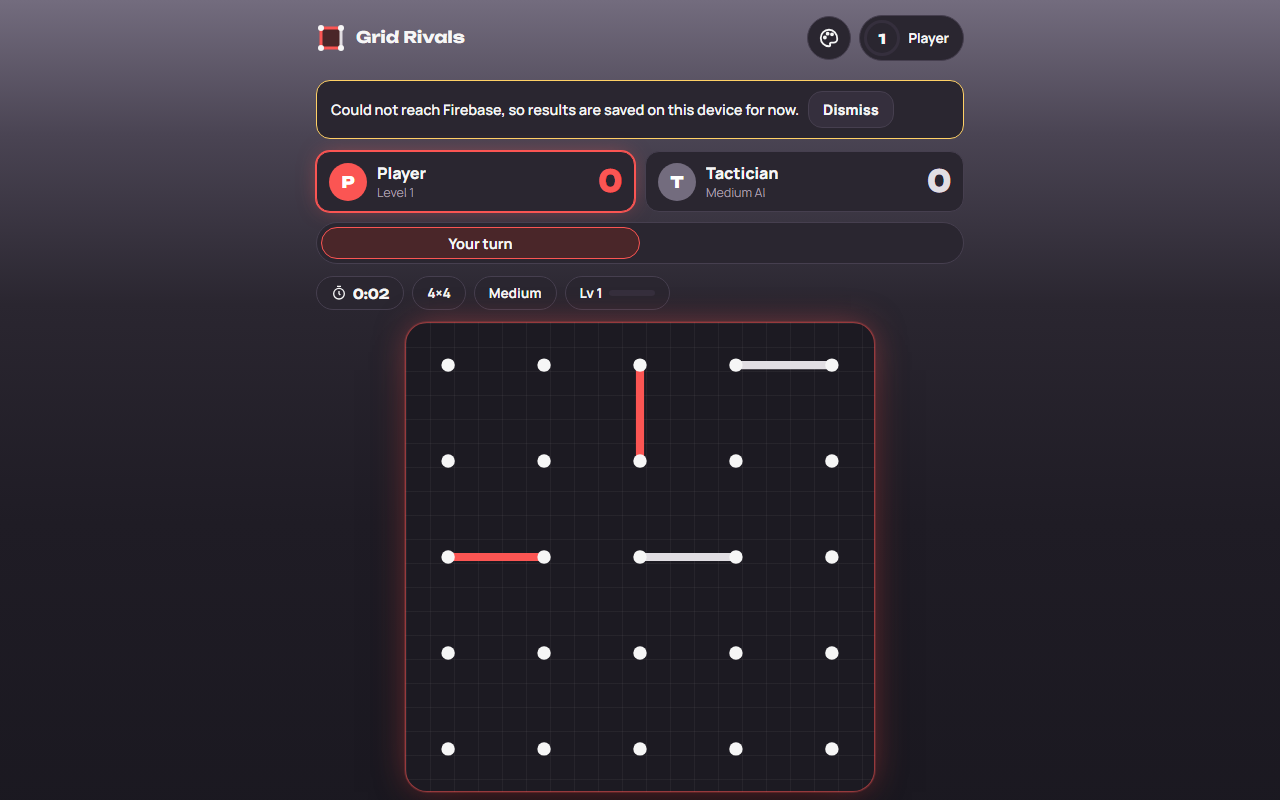 Grid Rivals
1 Player
Could not reach Firebase, so results are saved on this device for now. Dismiss
P Player 0
Level 1
T Tactician 0
Medium AI
Your turn
0:02 4×4 Medium Lv 1